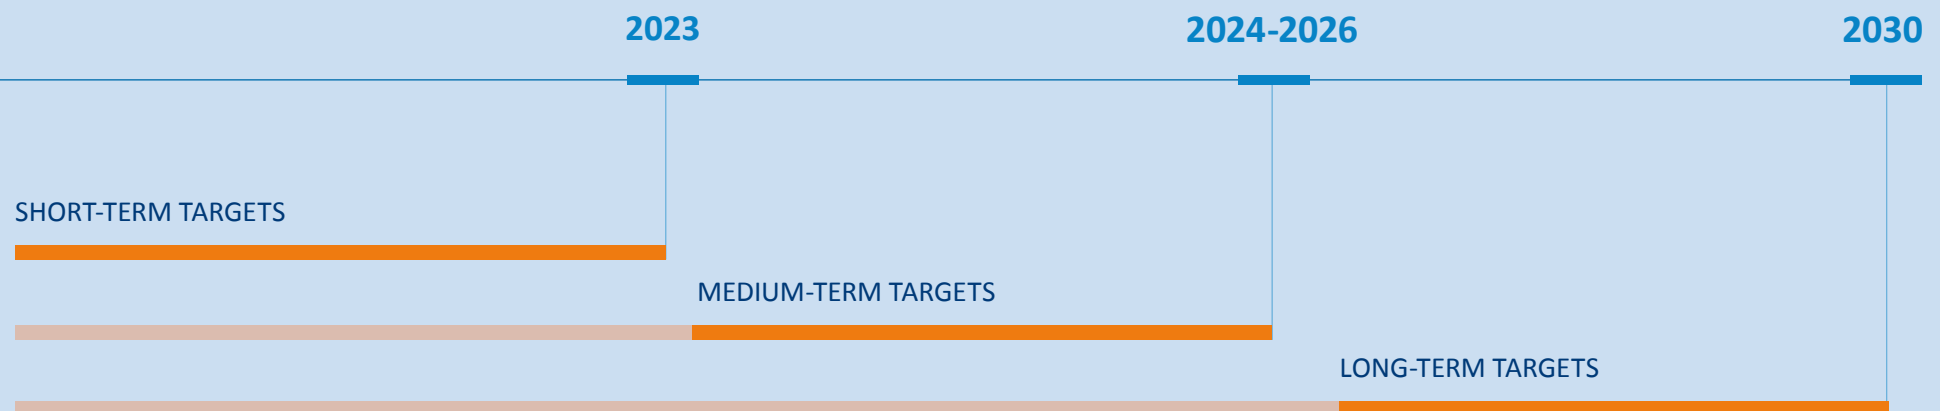 2023
2024-2026
2030
SHORT-TERM TARGETS
MEDIUM-TERM TARGETS
LONG-TERM TARGETS